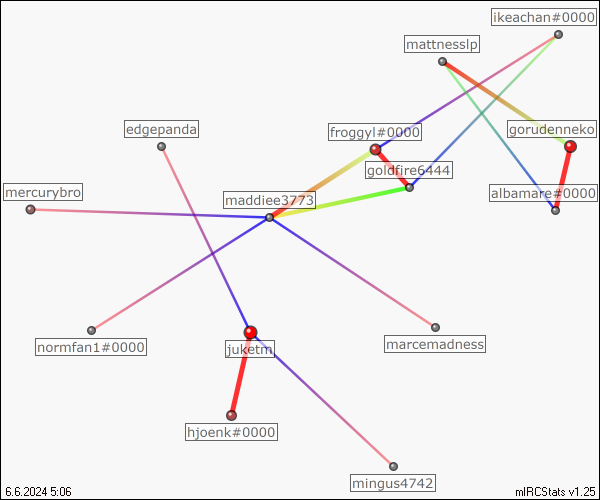 ikeachan#0000
mattnesslp
edgepanda
froggyl#0000
gorudenneko
goldfire6444
mercurybro
albamare#0000
maddiee3773
normfan1#0000
juketm
marcemadness
hjoenk#0000
mingus4742
6.6.2024 5:06
mIRCStats v1.25